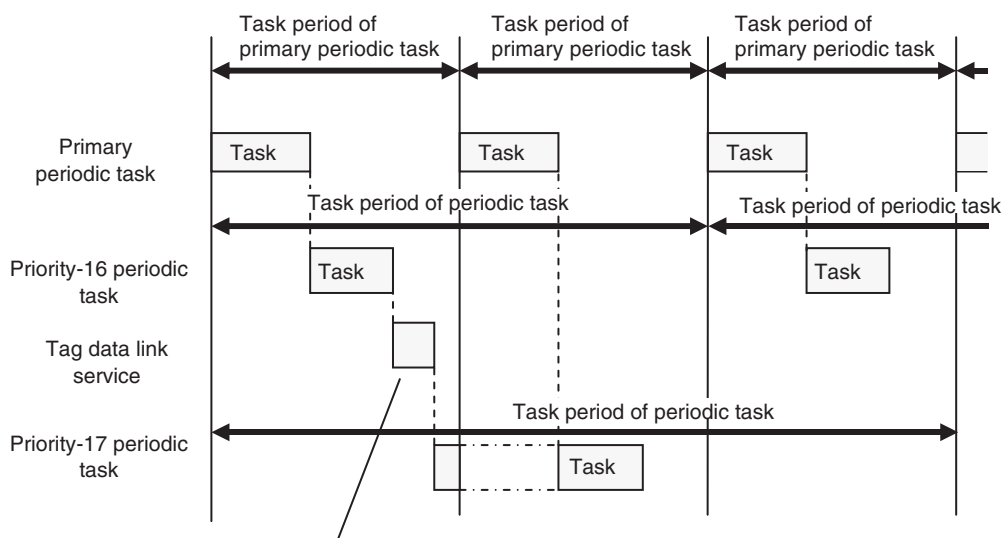 Task period of
primary periodic task
Task period of
primary periodic task
Task period of
primary periodic task
Primary
periodic task
Task
Task
Task
Task period of periodic task
Task period of periodic task
Priority-16 periodic
task
Task
Task
Tag data link
service
Task period of periodic task
Priority-17 periodic
task
Task